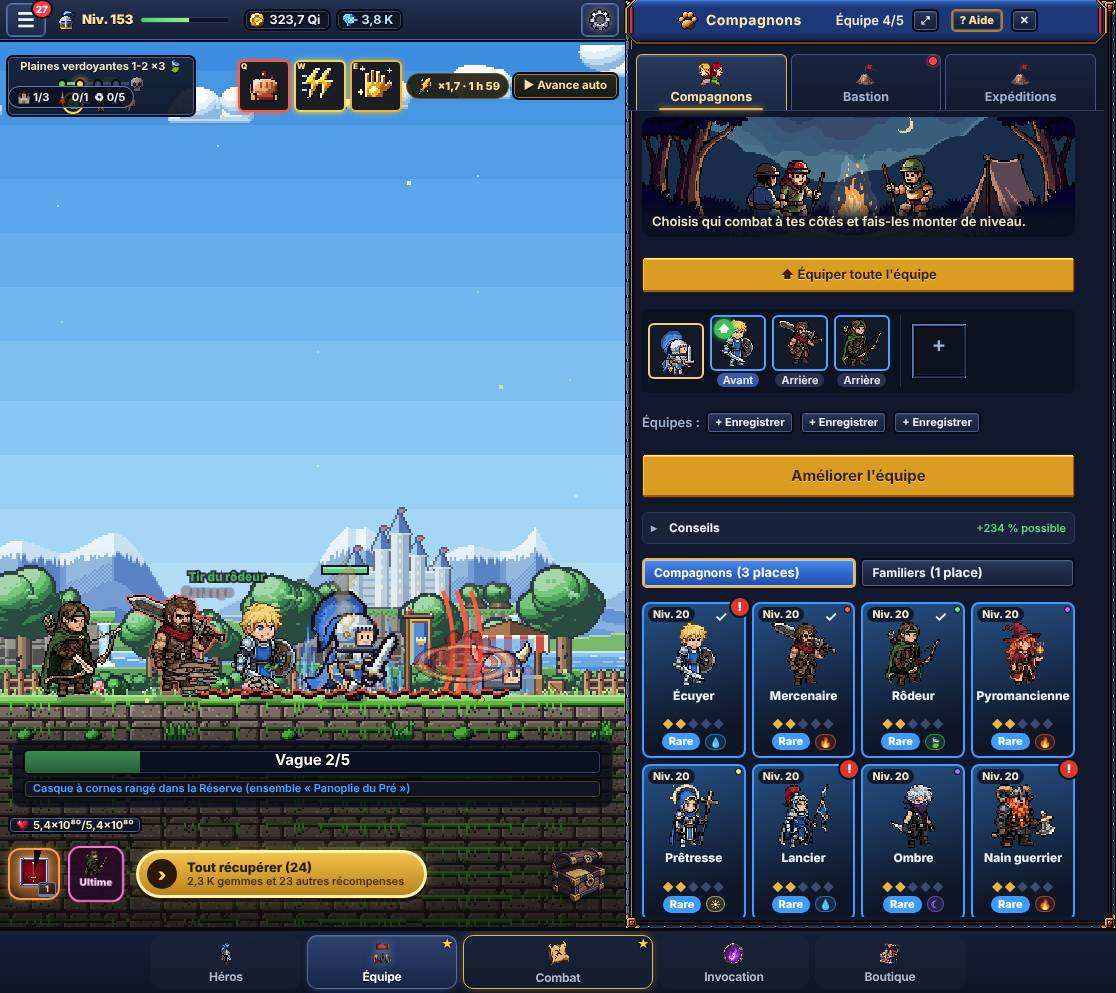 27
Niv. 153
323,7 Qi
3,8 K
Compagnons
Équipe 4/5
? Aide
Plaines verdoyantes 1-2 ×3
1/3
0/1
0/5
Q
W
E
×1,7 · 1 h 59
Avance auto
Compagnons
Bastion
Expéditions
Choisis qui combat à tes côtés et fais-les monter de niveau.
Équiper toute l'équipe
Avant
Arrière
Arrière
+
Équipes :
+ Enregistrer
+ Enregistrer
+ Enregistrer
Améliorer l'équipe
Conseils
+234 % possible
Compagnons (3 places)
Familiers (1 place)
Tir du rôdeur
Niv. 20
!
Niv. 20
Niv. 20
Niv. 20
Écuyer
Mercenaire
Rôdeur
Pyromancienne
Rare
Rare
Rare
Rare
Vague 2/5
Casque à cornes rangé dans la Réserve (ensemble « Panoplie du Pré »)
Niv. 20
Niv. 20
!
Niv. 20
Niv. 20
!
Prêtresse
Lancier
Ombre
Nain guerrier
Rare
Rare
Rare
Rare
5,4×10⁸⁰/5,4×10⁸⁰
1
Ultime
Tout récupérer (24)
2,3 K gemmes et 23 autres récompenses
Héros
Équipe
Combat
Invocation
Boutique